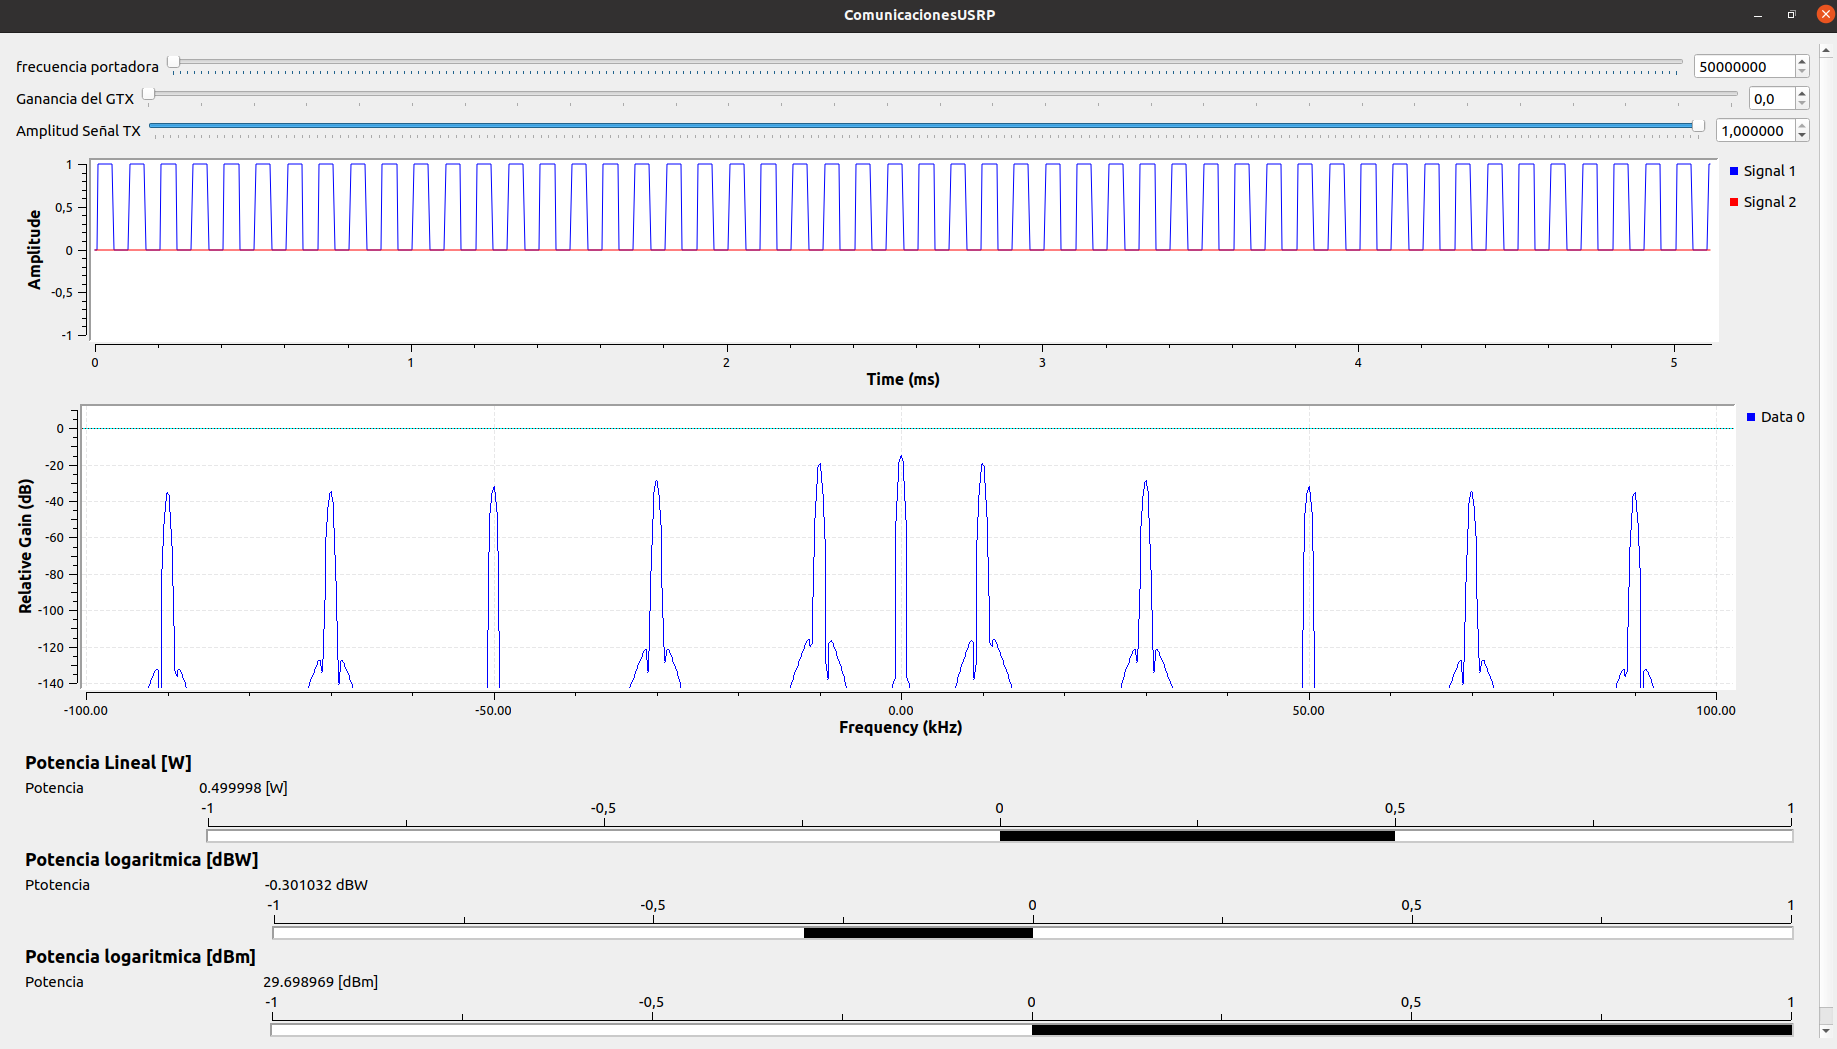 ComunicacionesUSRP
frecuencia portadora 50000000
Ganancia del GTX 0,0
Amplitud Señal TX 1,000000
1
0,5
0
-0,5
-1
Amplitude
Signal 1
Signal 2
0 1 2 3 4 5
Time (ms)
0
-20
-40
-60
-80
-100
-120
-140
Relative Gain (dB)
Data 0
-100.00 -50.00 0.00 50.00 100.00
Frequency (kHz)
Potencia Lineal [W]
Potencia 0.499998 [W]
-1 -0,5 0 0,5 1
Potencia logaritmica [dBW]
Ptotencia -0.301032 dBW
-1 -0,5 0 0,5 1
Potencia logaritmica [dBm]
Potencia 29.698969 [dBm]
-1 -0,5 0 0,5 1